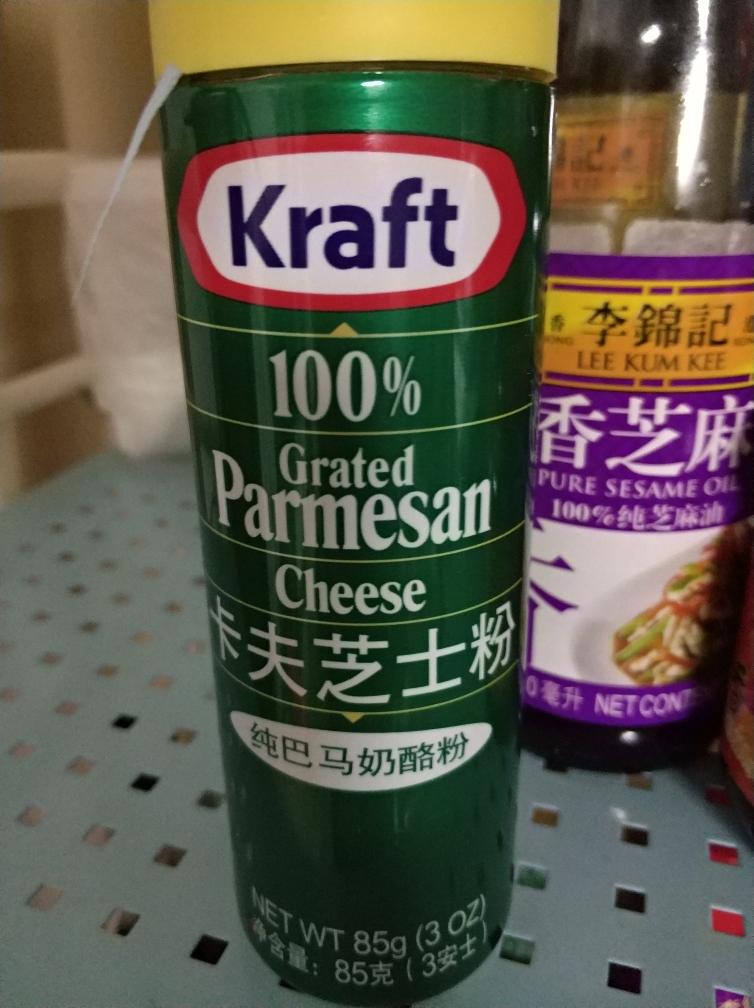 Kraft
100%
Grated
Parmesan
Cheese
卡夫芝士粉
纯巴马奶酪粉
NET WT 85g (3 OZ)
净含量：85克（3安士）
李錦記
LEE KUM KEE
香芝麻
PURE SESAME OIL
100%纯芝麻油
毫升 NET